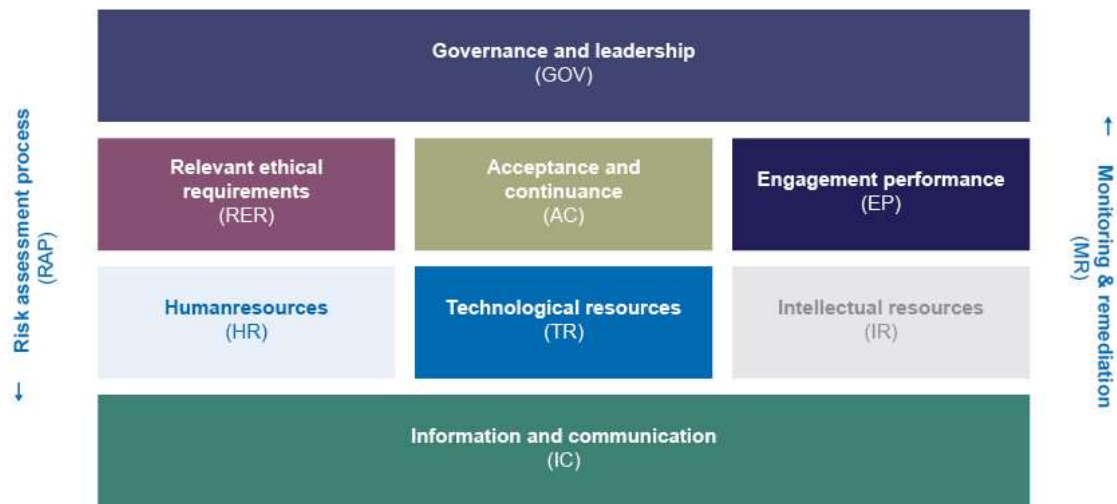 Governance and leadership
(GOV)
Risk assessment process
(RAP)
Relevant ethical
requirements
(RER)
Acceptance and
continuance
(AC)
Engagement performance
(EP)
Humanresources
(HR)
Technological resources
(TR)
Intellectual resources
(IR)
Monitoring & remediation
(MR)
Information and communication
(IC)